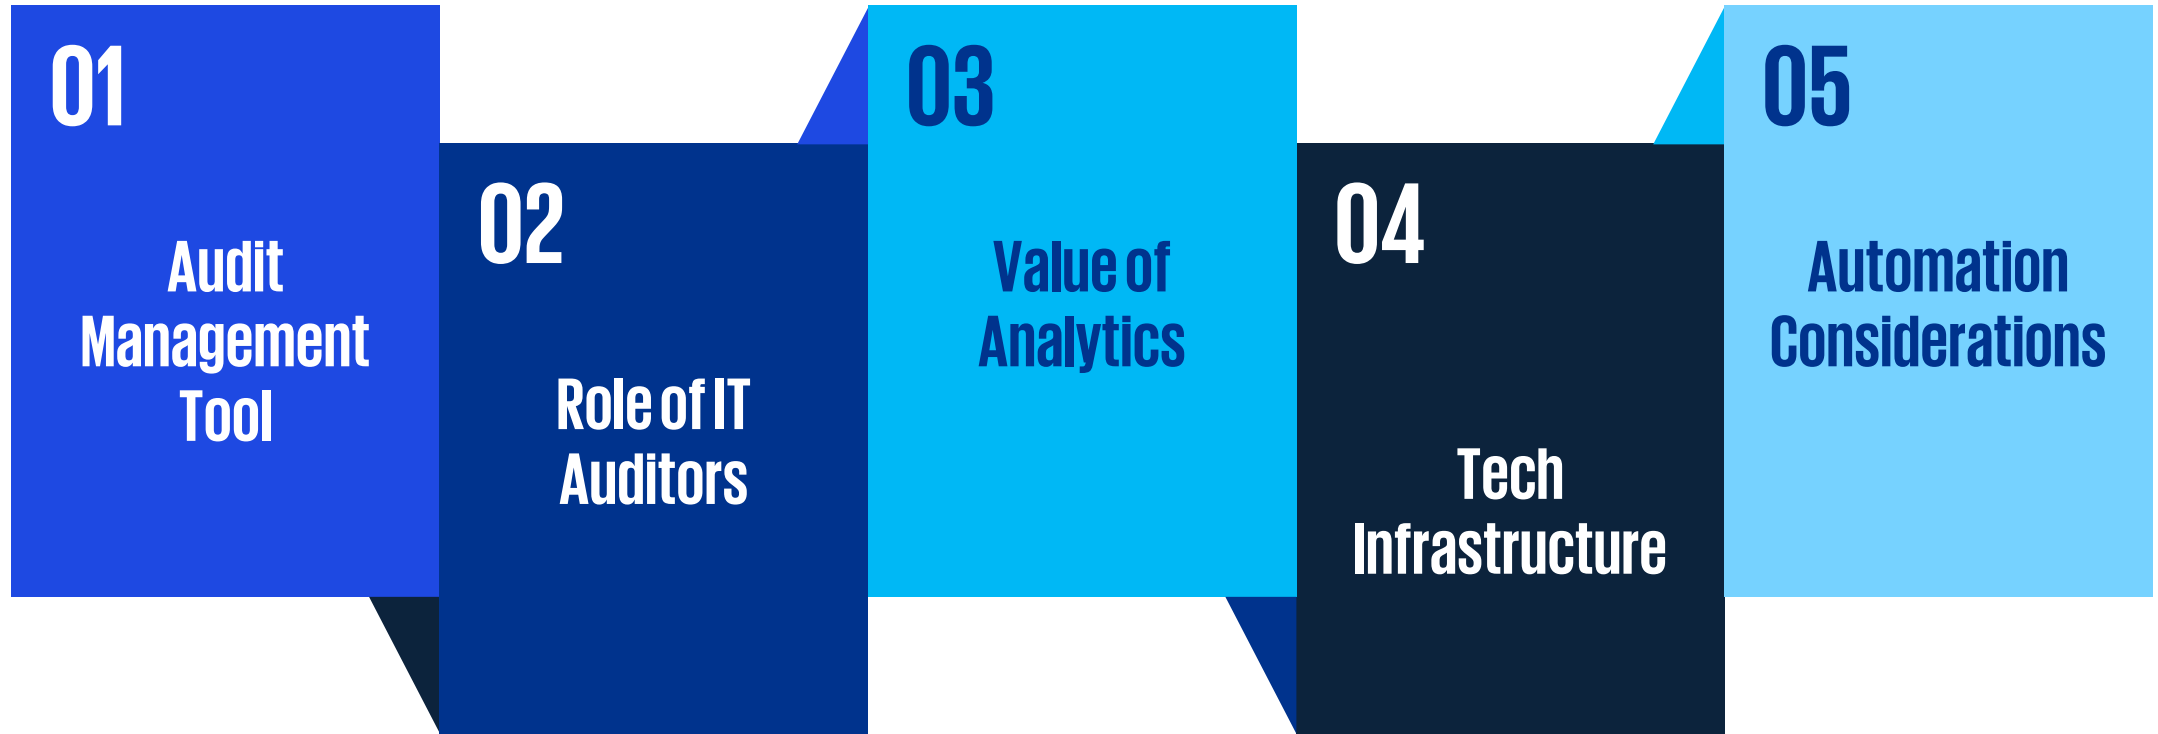 01
Audit
Management
Tool
02
Role of IT
Auditors
03
Value of
Analytics
04
Tech
Infrastructure
05
Automation
Considerations